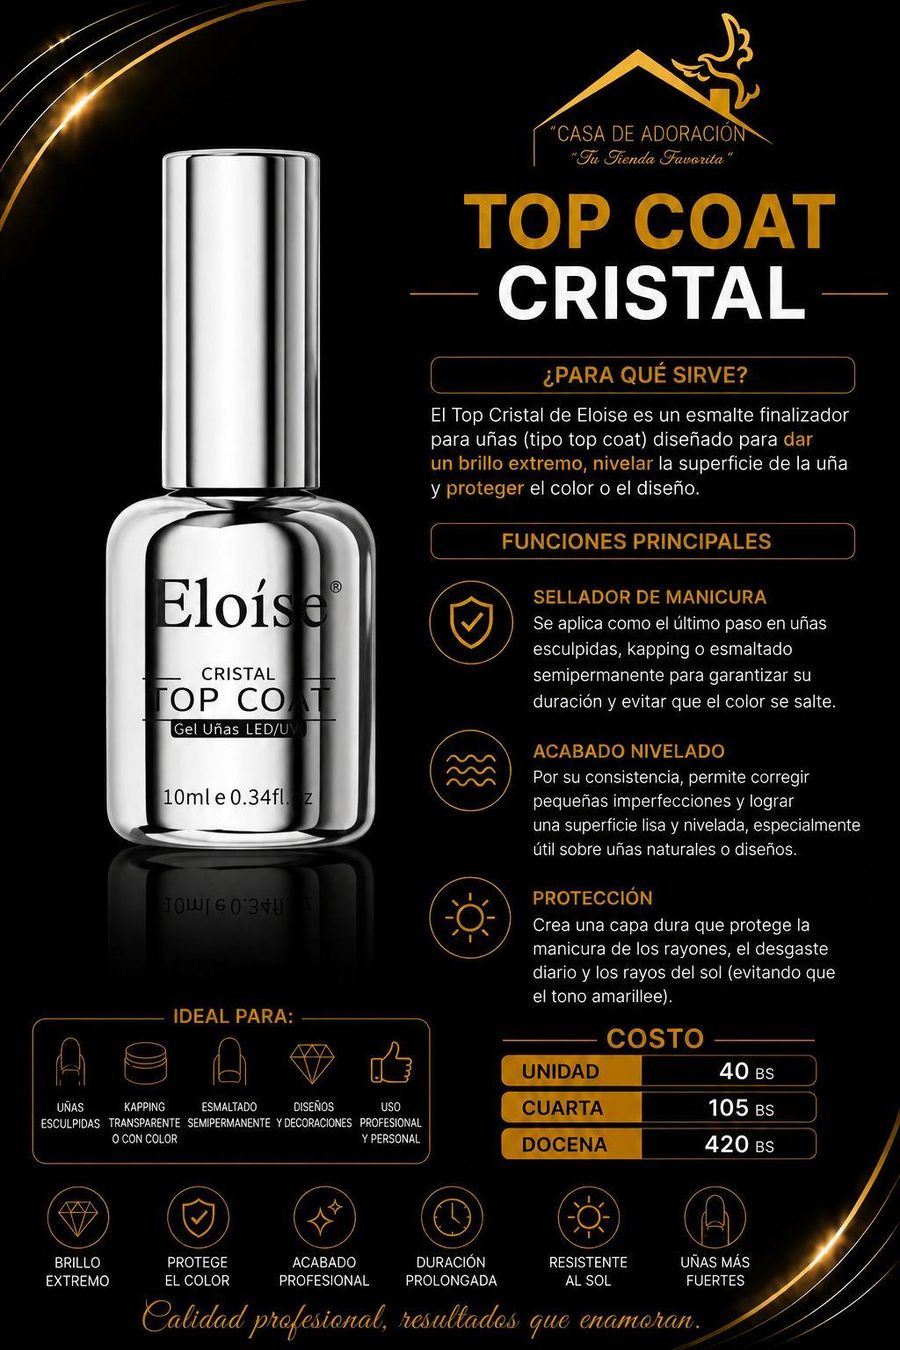 "CASA DE ADORACIÓN
"Tu Tienda Favorita"
TOP COAT
CRISTAL
¿PARA QUÉ SIRVE?
El Top Cristal de Eloise es un esmalte finalizador
para uñas (tipo top coat) diseñado para dar
un brillo extremo, nivelar la superficie de la uña
y proteger el color o el diseño.
FUNCIONES PRINCIPALES
SELLADOR DE MANICURA
Se aplica como el último paso en uñas
esculpidas, kapping o esmaltado
semipermanente para garantizar su
duración y evitar que el color se salte.
ACABADO NIVELADO
Por su consistencia, permite corregir
pequeñas imperfecciones y lograr
una superficie lisa y nivelada, especialmente
útil sobre uñas naturales o diseños.
PROTECCIÓN
Crea una capa dura que protege la
manicura de los rayones, el desgaste
diario y los rayos del sol (evitando que
el tono amarillee).
Eloíse®
CRISTAL
TOP COAT
Gel Uñas LED/UV
10ml e 0.34fl.oz
10ml e 0.34fl.oz
IDEAL PARA:
UÑAS
ESCULPIDAS
KAPPING
TRANSPARENTE
O CON COLOR
ESMALTADO
SEMIPERMANENTE
DISEÑOS
Y DECORACIONES
USO
PROFESIONAL
Y PERSONAL
COSTO
UNIDAD 40 BS
CUARTA 105 BS
DOCENA 420 BS
BRILLO
EXTREMO
PROTEGE
EL COLOR
ACABADO
PROFESIONAL
DURACIÓN
PROLONGADA
RESISTENTE
AL SOL
UÑAS MÁS
FUERTES
Calidad profesional, resultados que enamoran.